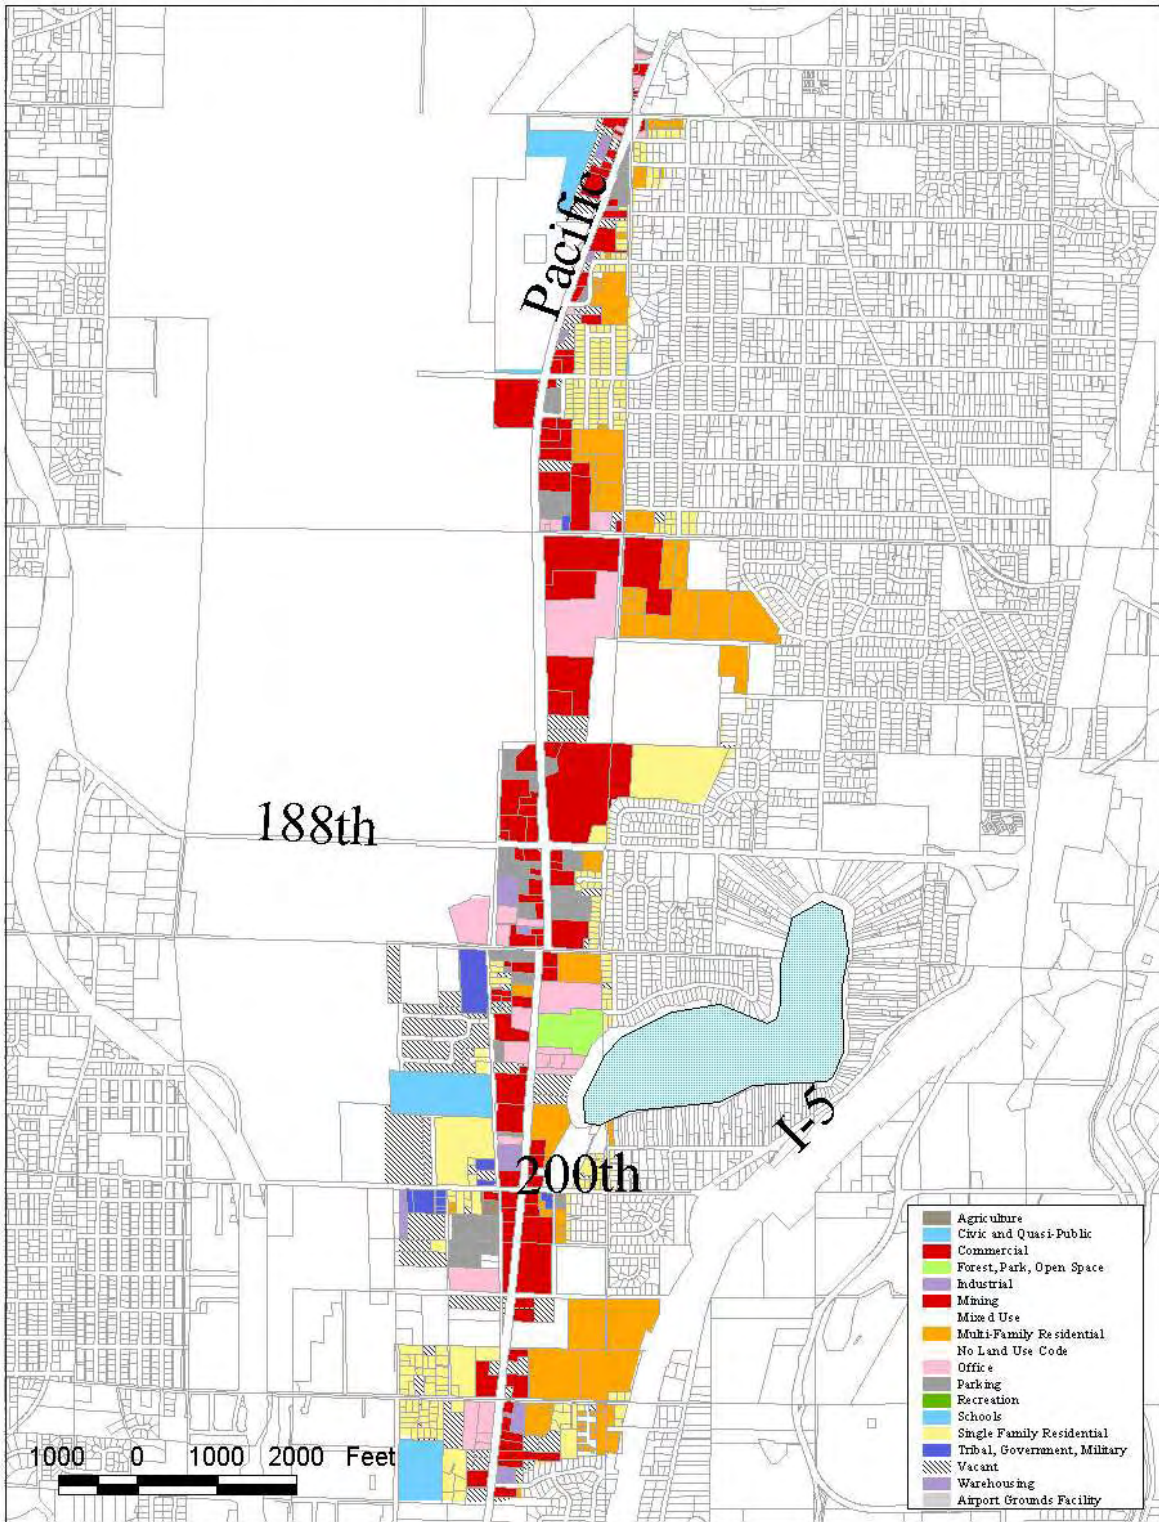 Pacific
188th
I-5
200th
Agriculture
Civic and Quasi-Public
Commercial
Forest, Park, Open Space
Industrial
Mining
Mixed Use
Multi-Family Residential
No Land Use Code
Office
Parking
Recreation
Schools
Single Family Residential
Tribal, Government, Military
Vacant
Warehousing
Airport Grounds Facility
1000 0 1000 2000 Feet